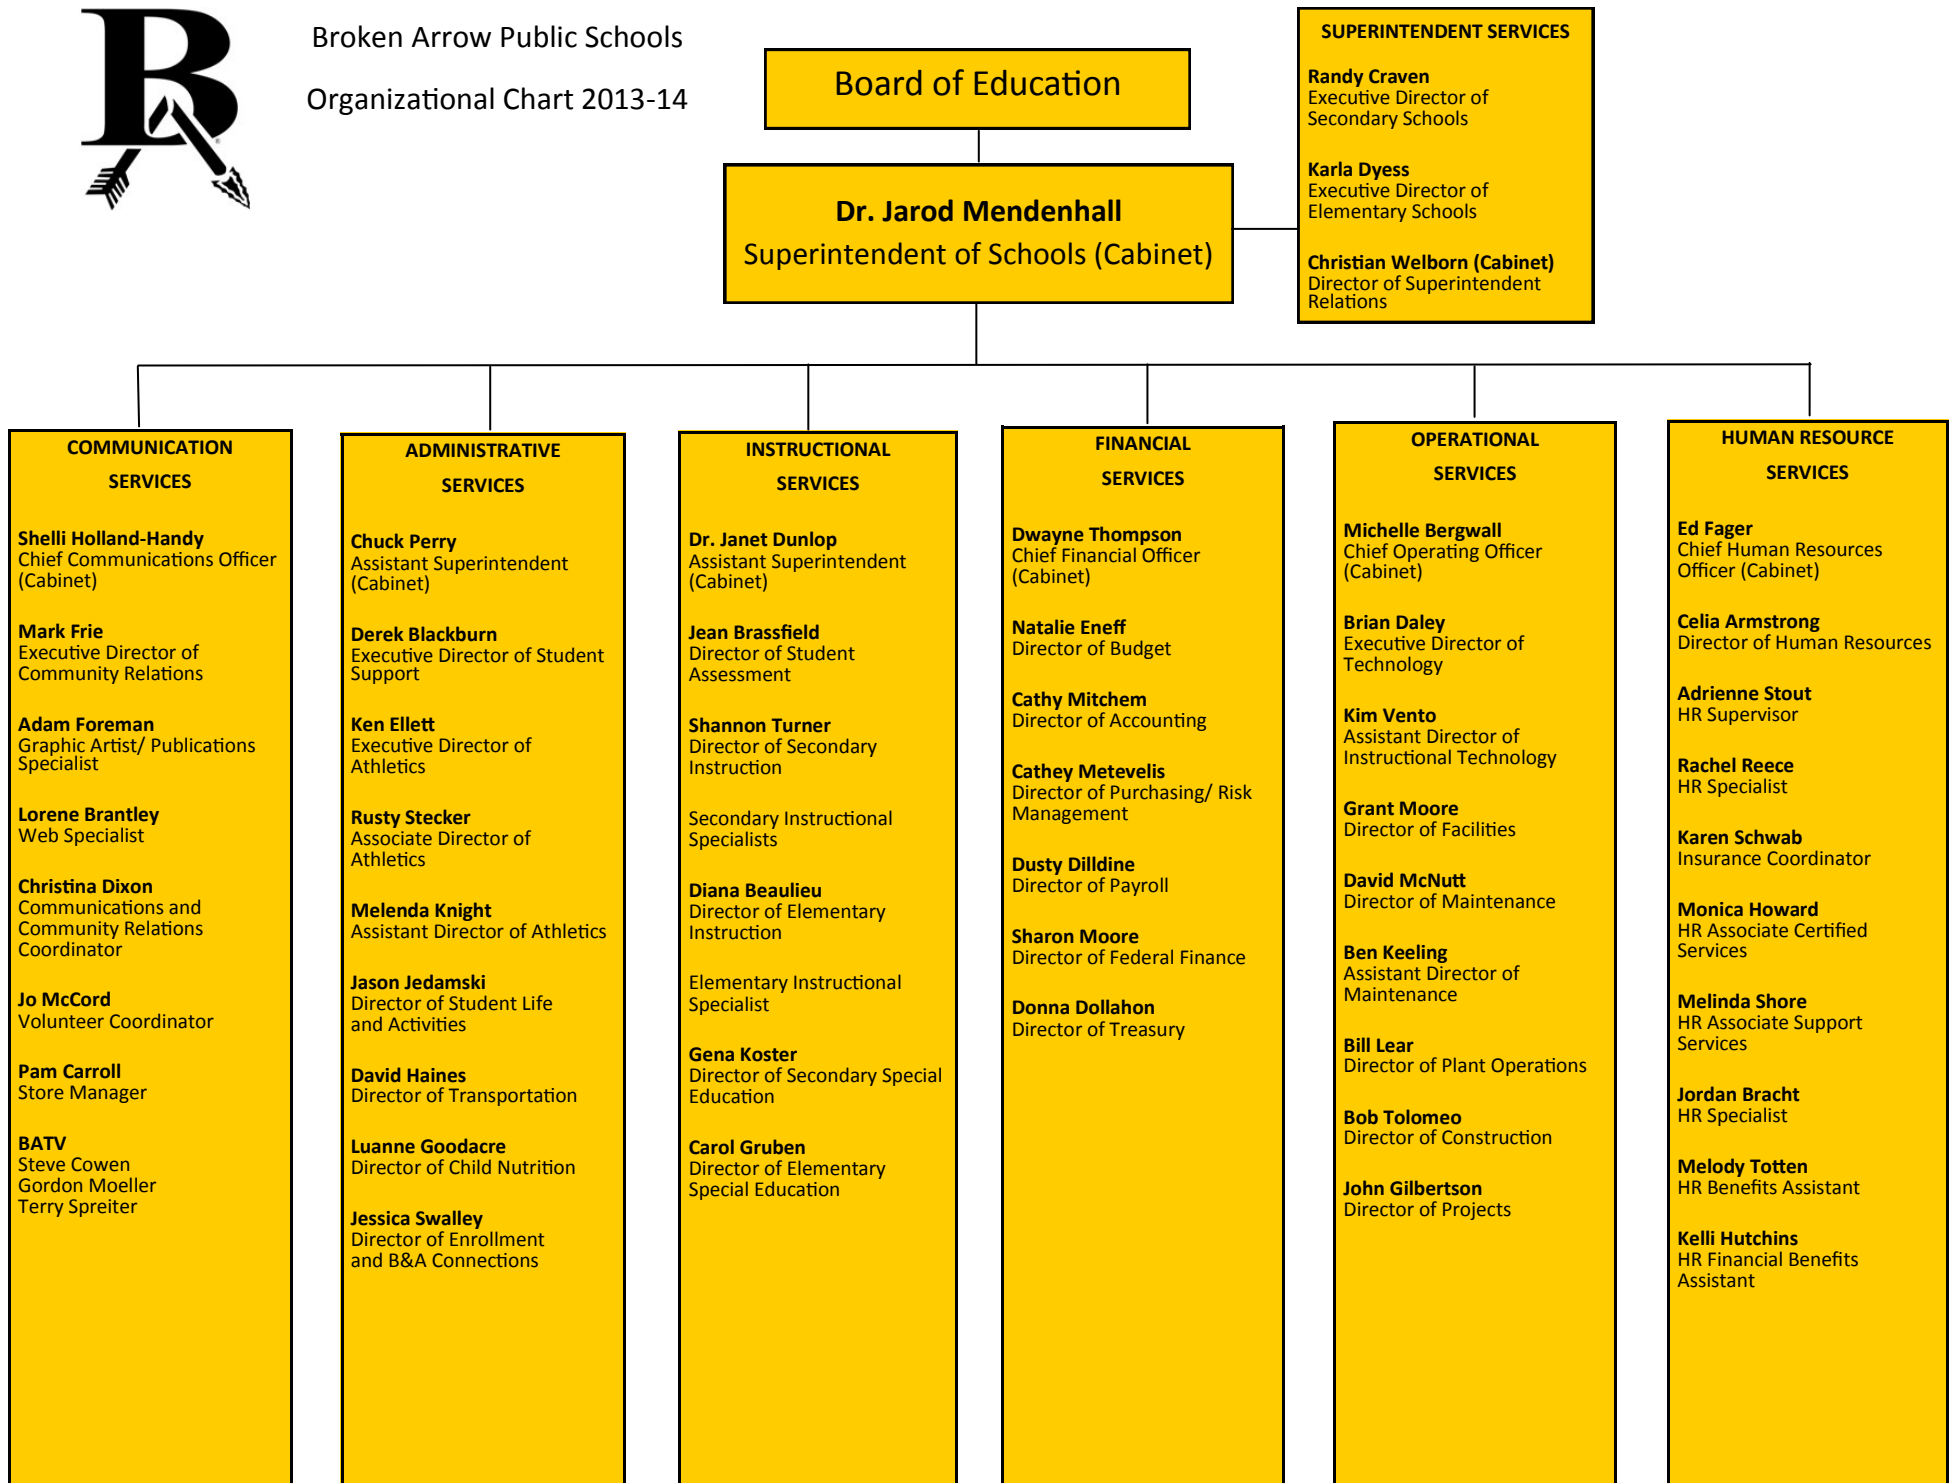 Broken Arrow Public Schools
Organizational Chart 2013-14
Board of Education
Dr. Jarod Mendenhall
Superintendent of Schools (Cabinet)
SUPERINTENDENT SERVICES
Randy Craven
Executive Director of
Secondary Schools
Karla Dyess
Executive Director of
Elementary Schools
Christian Welborn (Cabinet)
Director of Superintendent
Relations
COMMUNICATION
SERVICES
Shelli Holland-Handy
Chief Communications Officer
(Cabinet)
Mark Frie
Executive Director of
Community Relations
Adam Foreman
Graphic Artist/ Publications
Specialist
Lorene Brantley
Web Specialist
Christina Dixon
Communications and
Community Relations
Coordinator
Jo McCord
Volunteer Coordinator
Pam Carroll
Store Manager
BATV
Steve Cowen
Gordon Moeller
Terry Spreiter
ADMINISTRATIVE
SERVICES
Chuck Perry
Assistant Superintendent
(Cabinet)
Derek Blackburn
Executive Director of Student
Support
Ken Ellett
Executive Director of
Athletics
Rusty Stecker
Associate Director of
Athletics
Melenda Knight
Assistant Director of Athletics
Jason Jedamski
Director of Student Life
and Activities
David Haines
Director of Transportation
Luanne Goodacre
Director of Child Nutrition
Jessica Swalley
Director of Enrollment
and B&A Connections
INSTRUCTIONAL
SERVICES
Dr. Janet Dunlop
Assistant Superintendent
(Cabinet)
Jean Brassfield
Director of Student
Assessment
Shannon Turner
Director of Secondary
Instruction
Secondary Instructional
Specialists
Diana Beaulieu
Director of Elementary
Instruction
Elementary Instructional
Specialist
Gena Koster
Director of Secondary Special
Education
Carol Gruben
Director of Elementary
Special Education
FINANCIAL
SERVICES
Dwayne Thompson
Chief Financial Officer
(Cabinet)
Natalie Eneff
Director of Budget
Cathy Mitchem
Director of Accounting
Cathey Metevelis
Director of Purchasing/ Risk
Management
Dusty Dilldine
Director of Payroll
Sharon Moore
Director of Federal Finance
Donna Dollahon
Director of Treasury
OPERATIONAL
SERVICES
Michelle Bergwall
Chief Operating Officer
(Cabinet)
Brian Daley
Executive Director of
Technology
Kim Vento
Assistant Director of
Instructional Technology
Grant Moore
Director of Facilities
David McNutt
Director of Maintenance
Ben Keeling
Assistant Director of
Maintenance
Bill Lear
Director of Plant Operations
Bob Tolomeo
Director of Construction
John Gilbertson
Director of Projects
HUMAN RESOURCE
SERVICES
Ed Fager
Chief Human Resources
Officer (Cabinet)
Celia Armstrong
Director of Human Resources
Adrienne Stout
HR Supervisor
Rachel Reece
HR Specialist
Karen Schwab
Insurance Coordinator
Monica Howard
HR Associate Certified
Services
Melinda Shore
HR Associate Support
Services
Jordan Bracht
HR Specialist
Melody Totten
HR Benefits Assistant
Kelli Hutchins
HR Financial Benefits
Assistant